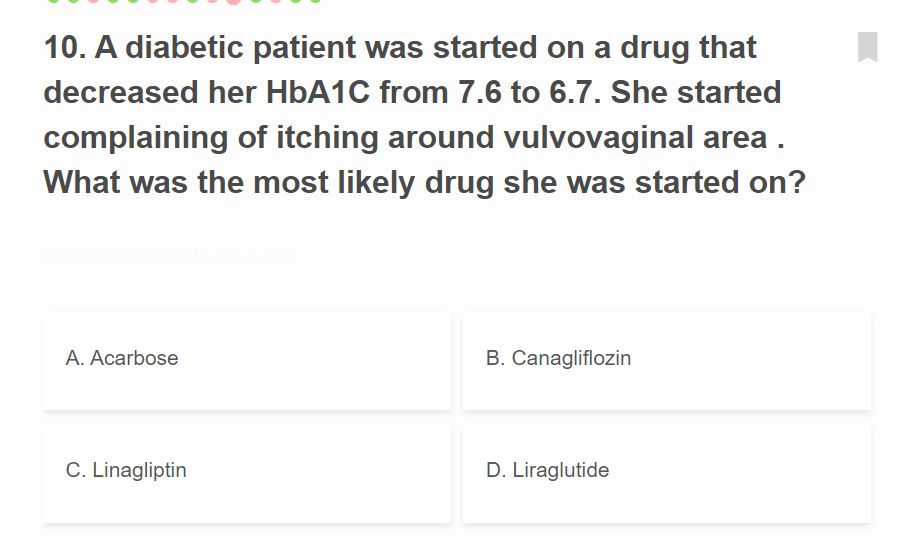 10. A diabetic patient was started on a drug that
decreased her HbA1C from 7.6 to 6.7. She started
complaining of itching around vulvovaginal area .
What was the most likely drug she was started on?
A. Acarbose
B. Canagliflozin
C. Linagliptin
D. Liraglutide